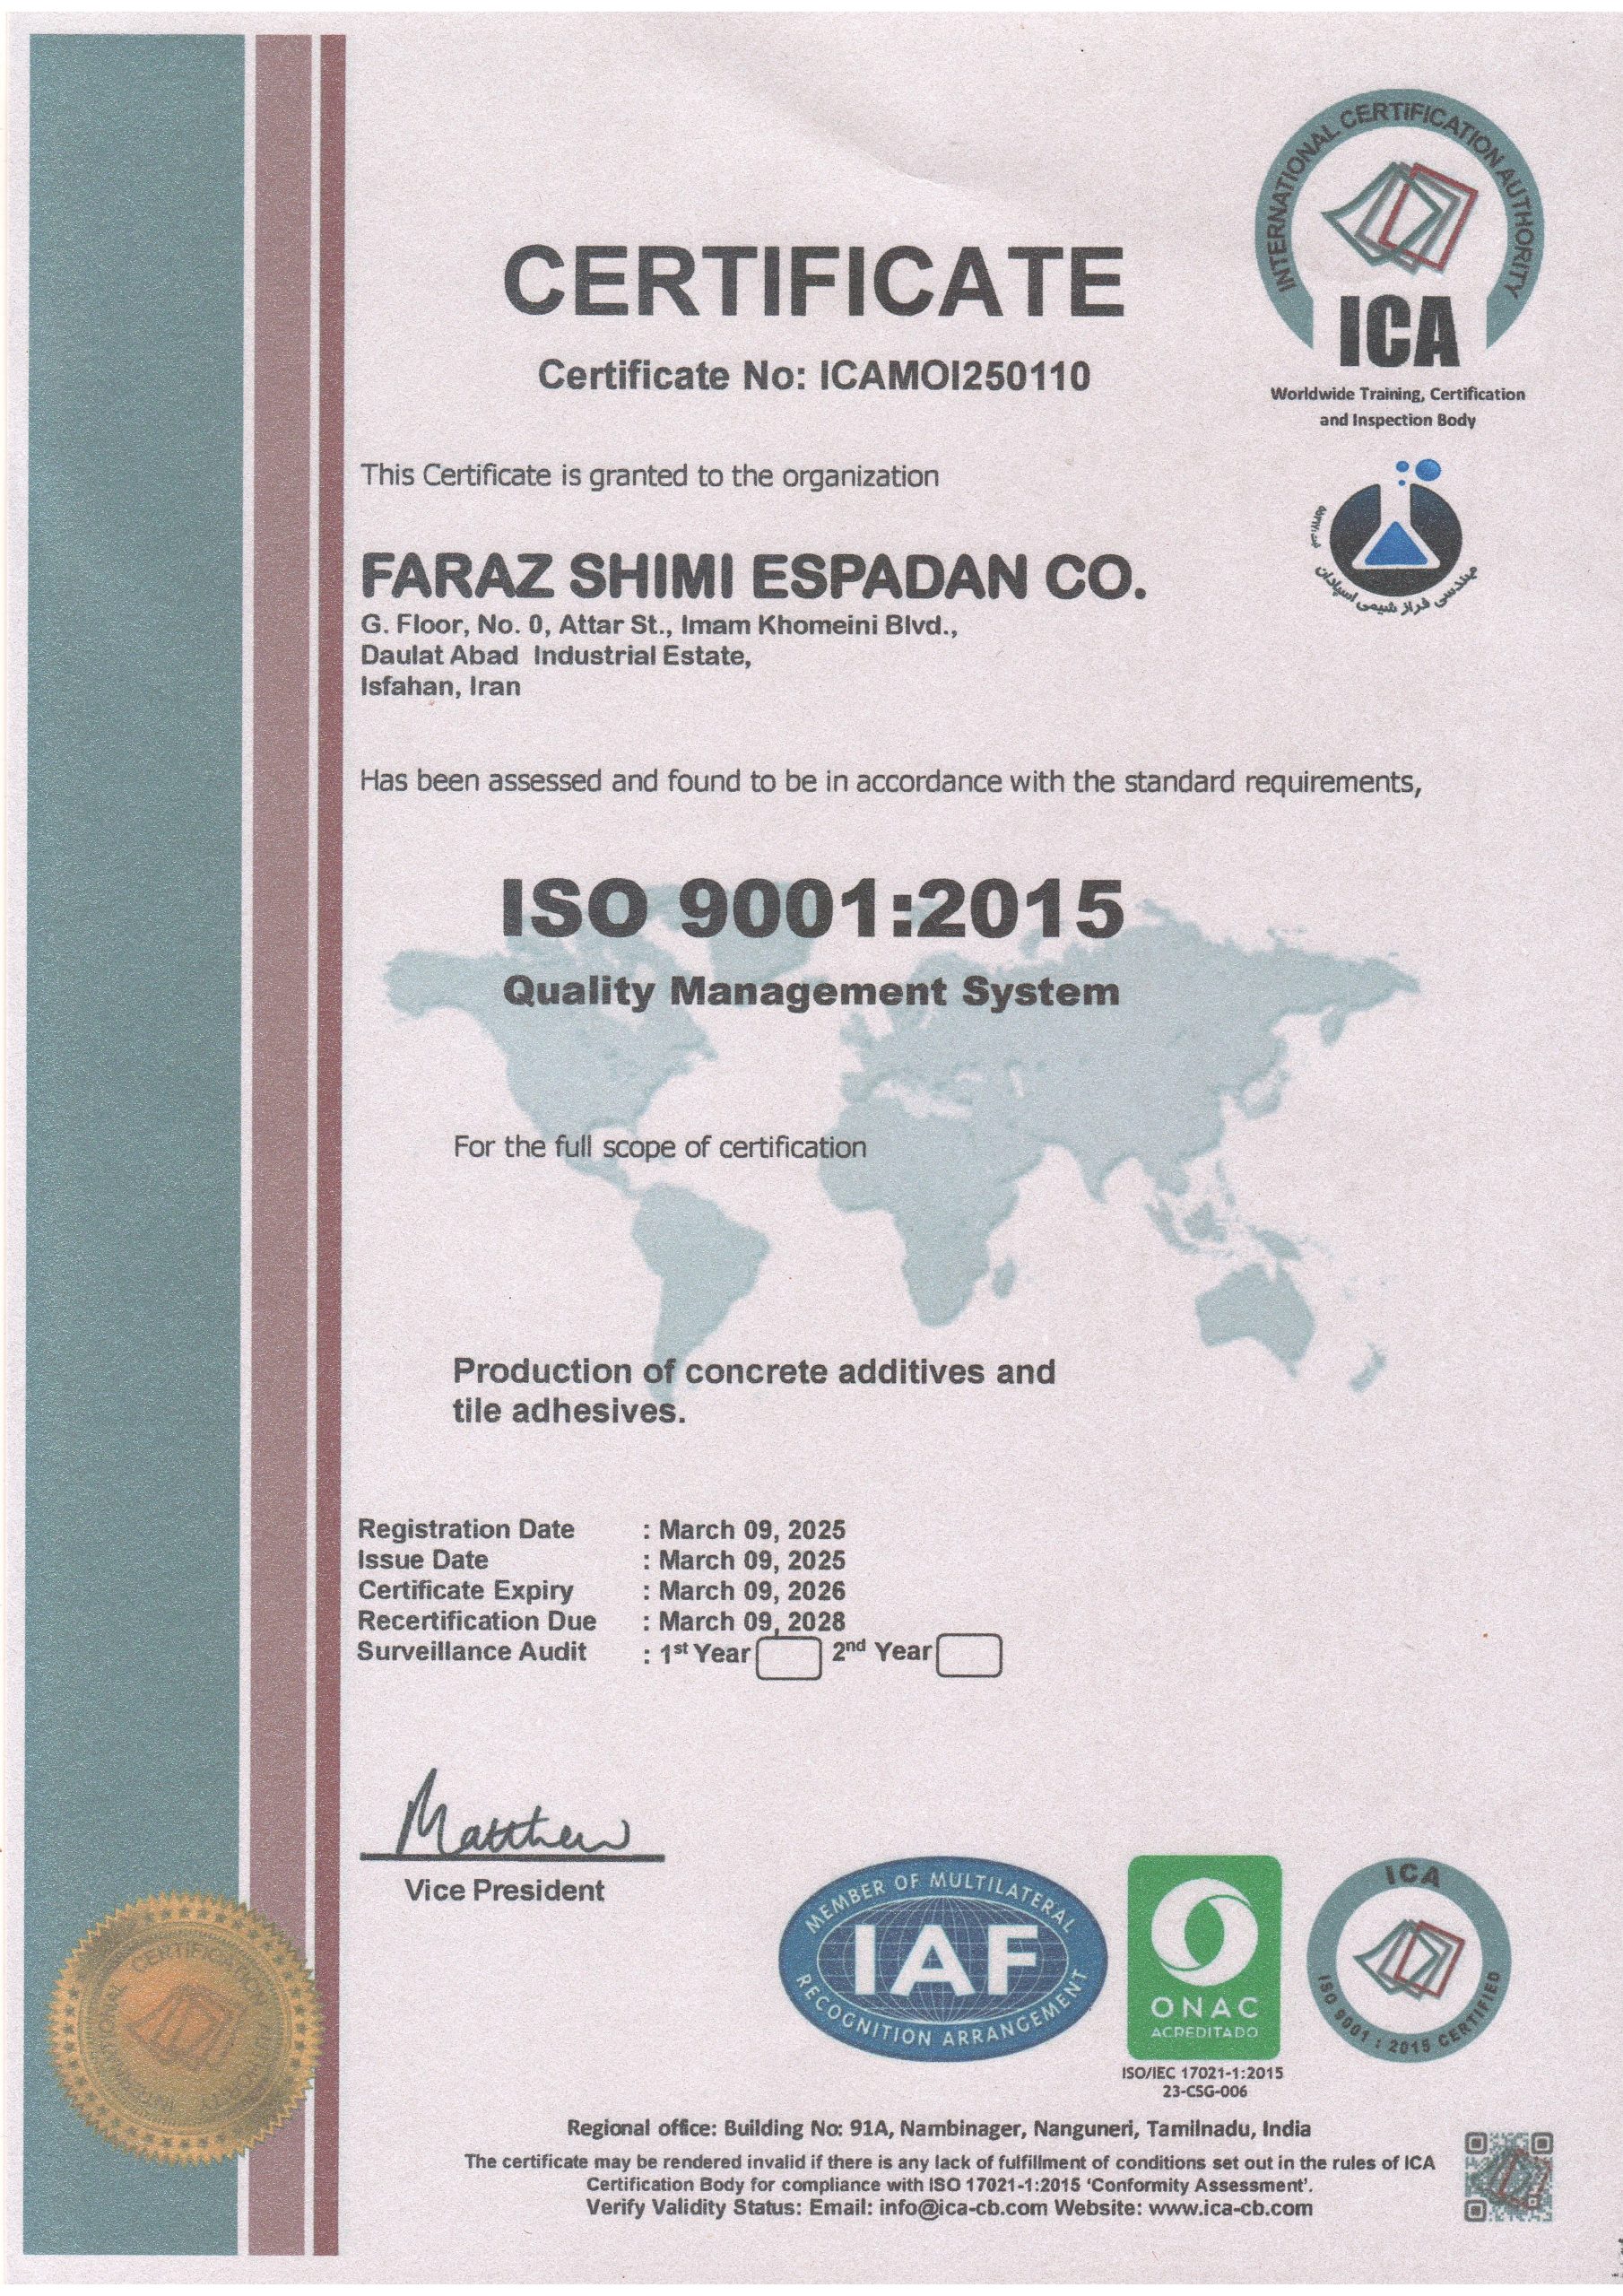 INTERNATIONAL CERTIFICATION AUTHORITY
ICA
Worldwide Training, Certification
and Inspection Body
CERTIFICATE
Certificate No: ICAMOI250110
This Certificate is granted to the organization
مهندسی فراز شیمی اسپادان
FARAZ SHIMI ESPADAN CO.
G. Floor, No. 0, Attar St., Imam Khomeini Blvd.,
Daulat Abad Industrial Estate,
Isfahan, Iran
Has been assessed and found to be in accordance with the standard requirements,
ISO 9001:2015
Quality Management System
For the full scope of certification
Production of concrete additives and
tile adhesives.
Registration Date : March 09, 2025
Issue Date : March 09, 2025
Certificate Expiry : March 09, 2026
Recertification Due : March 09, 2028
Surveillance Audit : 1st Year 2nd Year
Matthew
Vice President
INTERNATIONAL CERTIFICATION AUTHORITY
MEMBER OF MULTILATERAL
IAF
RECOGNITION ARRANGEMENT
ONAC
ACREDITADO
ISO/IEC 17021-1:2015
23-CSG-006
ICA
ISO 9001 : 2015 CERTIFIED
Regional office: Building No: 91A, Nambinager, Nanguneri, Tamilnadu, India
The certificate may be rendered invalid if there is any lack of fulfillment of conditions set out in the rules of ICA
Certification Body for compliance with ISO 17021-1:2015 ‘Conformity Assessment’.
Verify Validity Status: Email: info@ica-cb.com Website: www.ica-cb.com